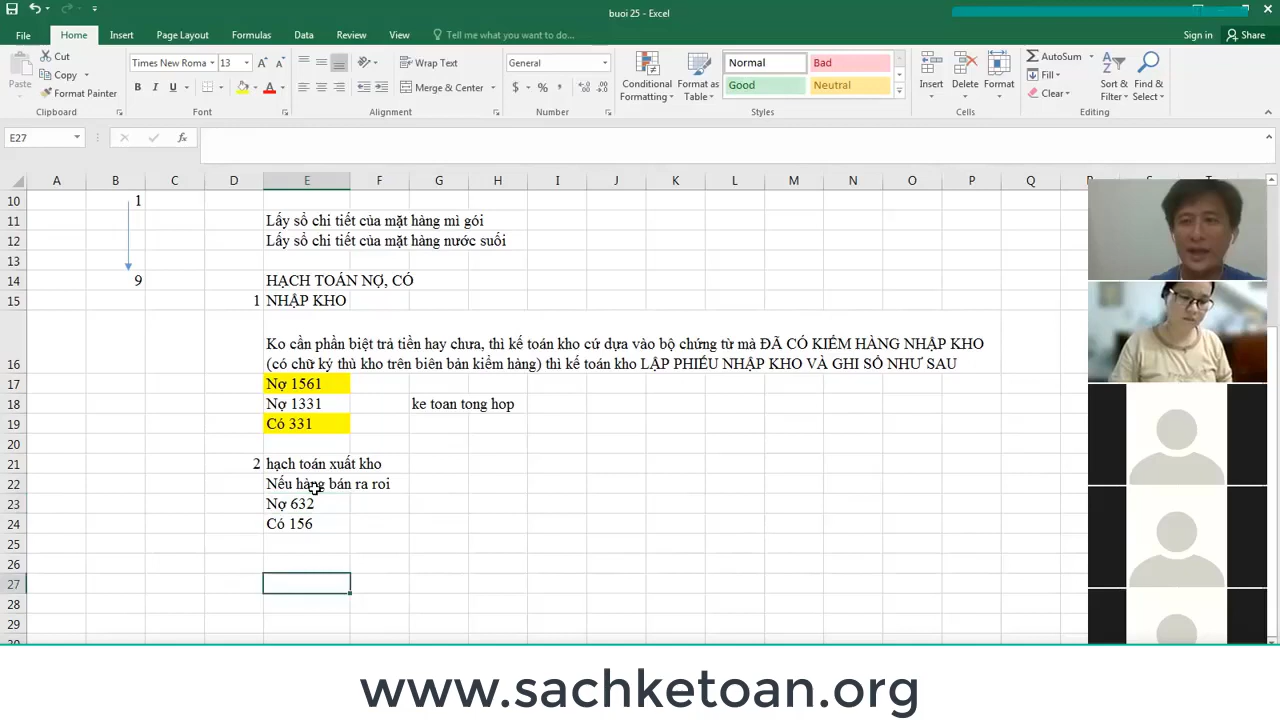 buoi 25 - Excel
File Home Insert Page Layout Formulas Data Review View Tell me what you want to do... Sign in Share
Paste Cut Copy Format Painter Clipboard
Times New Roma 13 B I U A A A Font
Wrap Text Merge & Center Alignment
General $ % , Number
Conditional Formatting Format as Table Normal Bad Good Neutral Styles
Insert Delete Format Cells
AutoSum Fill Clear Sort & Filter Find & Select Editing
E27 fx
A B C D E F G H I J K L M N O P Q R S T
10 1
11 Lấy sổ chi tiết của mặt hàng mì gói
12 Lấy sổ chi tiết của mặt hàng nước suối
13
14 9 HẠCH TOÁN NỢ, CÓ
15 1 NHẬP KHO
Ko cần phần biệt trả tiền hay chưa, thì kế toán kho cứ dựa vào bộ chứng từ mà ĐÃ CÓ KIỂM HÀNG NHẬP KHO
16 (có chữ ký thủ kho trên biên bản kiểm hàng) thì kế toán kho LẬP PHIẾU NHẬP KHO VÀ GHI SỔ NHƯ SAU
17 Nợ 1561
18 Nợ 1331 ke toan tong hop
19 Có 331
20
21 2 hạch toán xuất kho
22 Nếu hàng bán ra roi
23 Nợ 632
24 Có 156
25
26
27
28
29
www.sachketoan.org